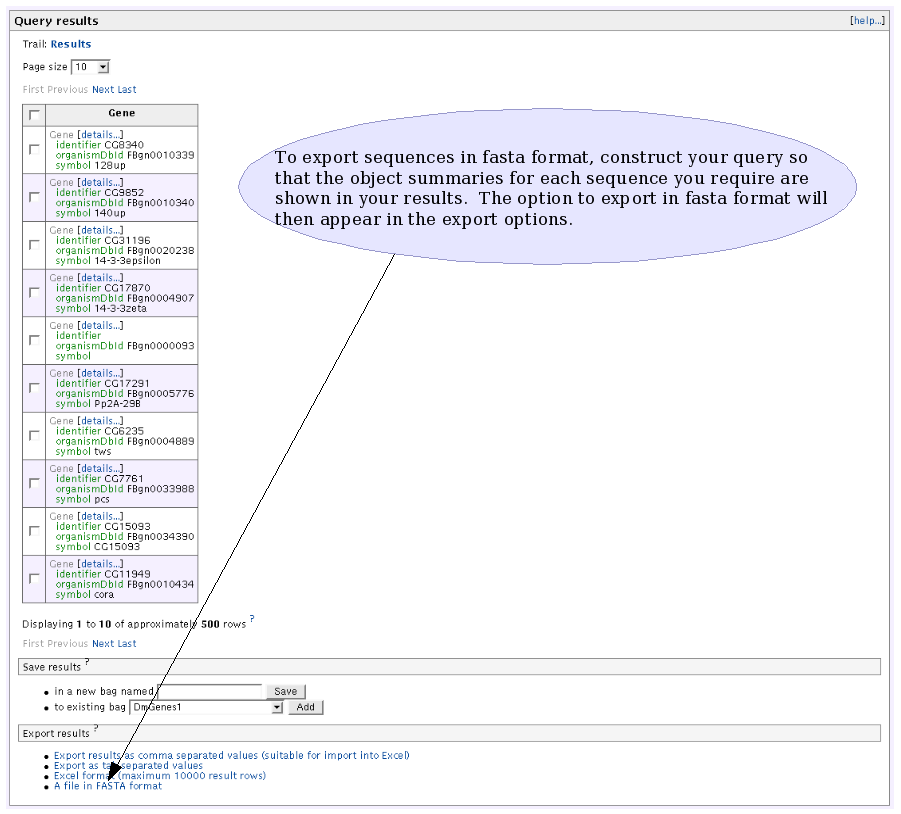 Query results [help...]
Trail: Results
Page size 10
First Previous Next Last
Gene
Gene [details...]
identifier CG8340
organismDbId FBgn0010339
symbol 128up
Gene [details...]
identifier CG9852
organismDbId FBgn0010340
symbol 140up
Gene [details...]
identifier CG31196
organismDbId FBgn0020238
symbol 14-3-3epsilon
Gene [details...]
identifier CG17870
organismDbId FBgn0004907
symbol 14-3-3zeta
Gene [details...]
identifier
organismDbId FBgn0000093
symbol
Gene [details...]
identifier CG17291
organismDbId FBgn0005776
symbol Pp2A-29B
Gene [details...]
identifier CG6235
organismDbId FBgn0004889
symbol tws
Gene [details...]
identifier CG7761
organismDbId FBgn0033988
symbol pcs
Gene [details...]
identifier CG15093
organismDbId FBgn0034390
symbol CG15093
Gene [details...]
identifier CG11949
organismDbId FBgn0010434
symbol cora
To export sequences in fasta format, construct your query so
that the object summaries for each sequence you require are
shown in your results. The option to export in fasta format will
then appear in the export options.
Displaying 1 to 10 of approximately 500 rows ?
First Previous Next Last
Save results ?
in a new bag named Save
to existing bag DmGenes1 Add
Export results ?
Export results as comma separated values (suitable for import into Excel)
Export as tab separated values
Excel format (maximum 10000 result rows)
A file in FASTA format